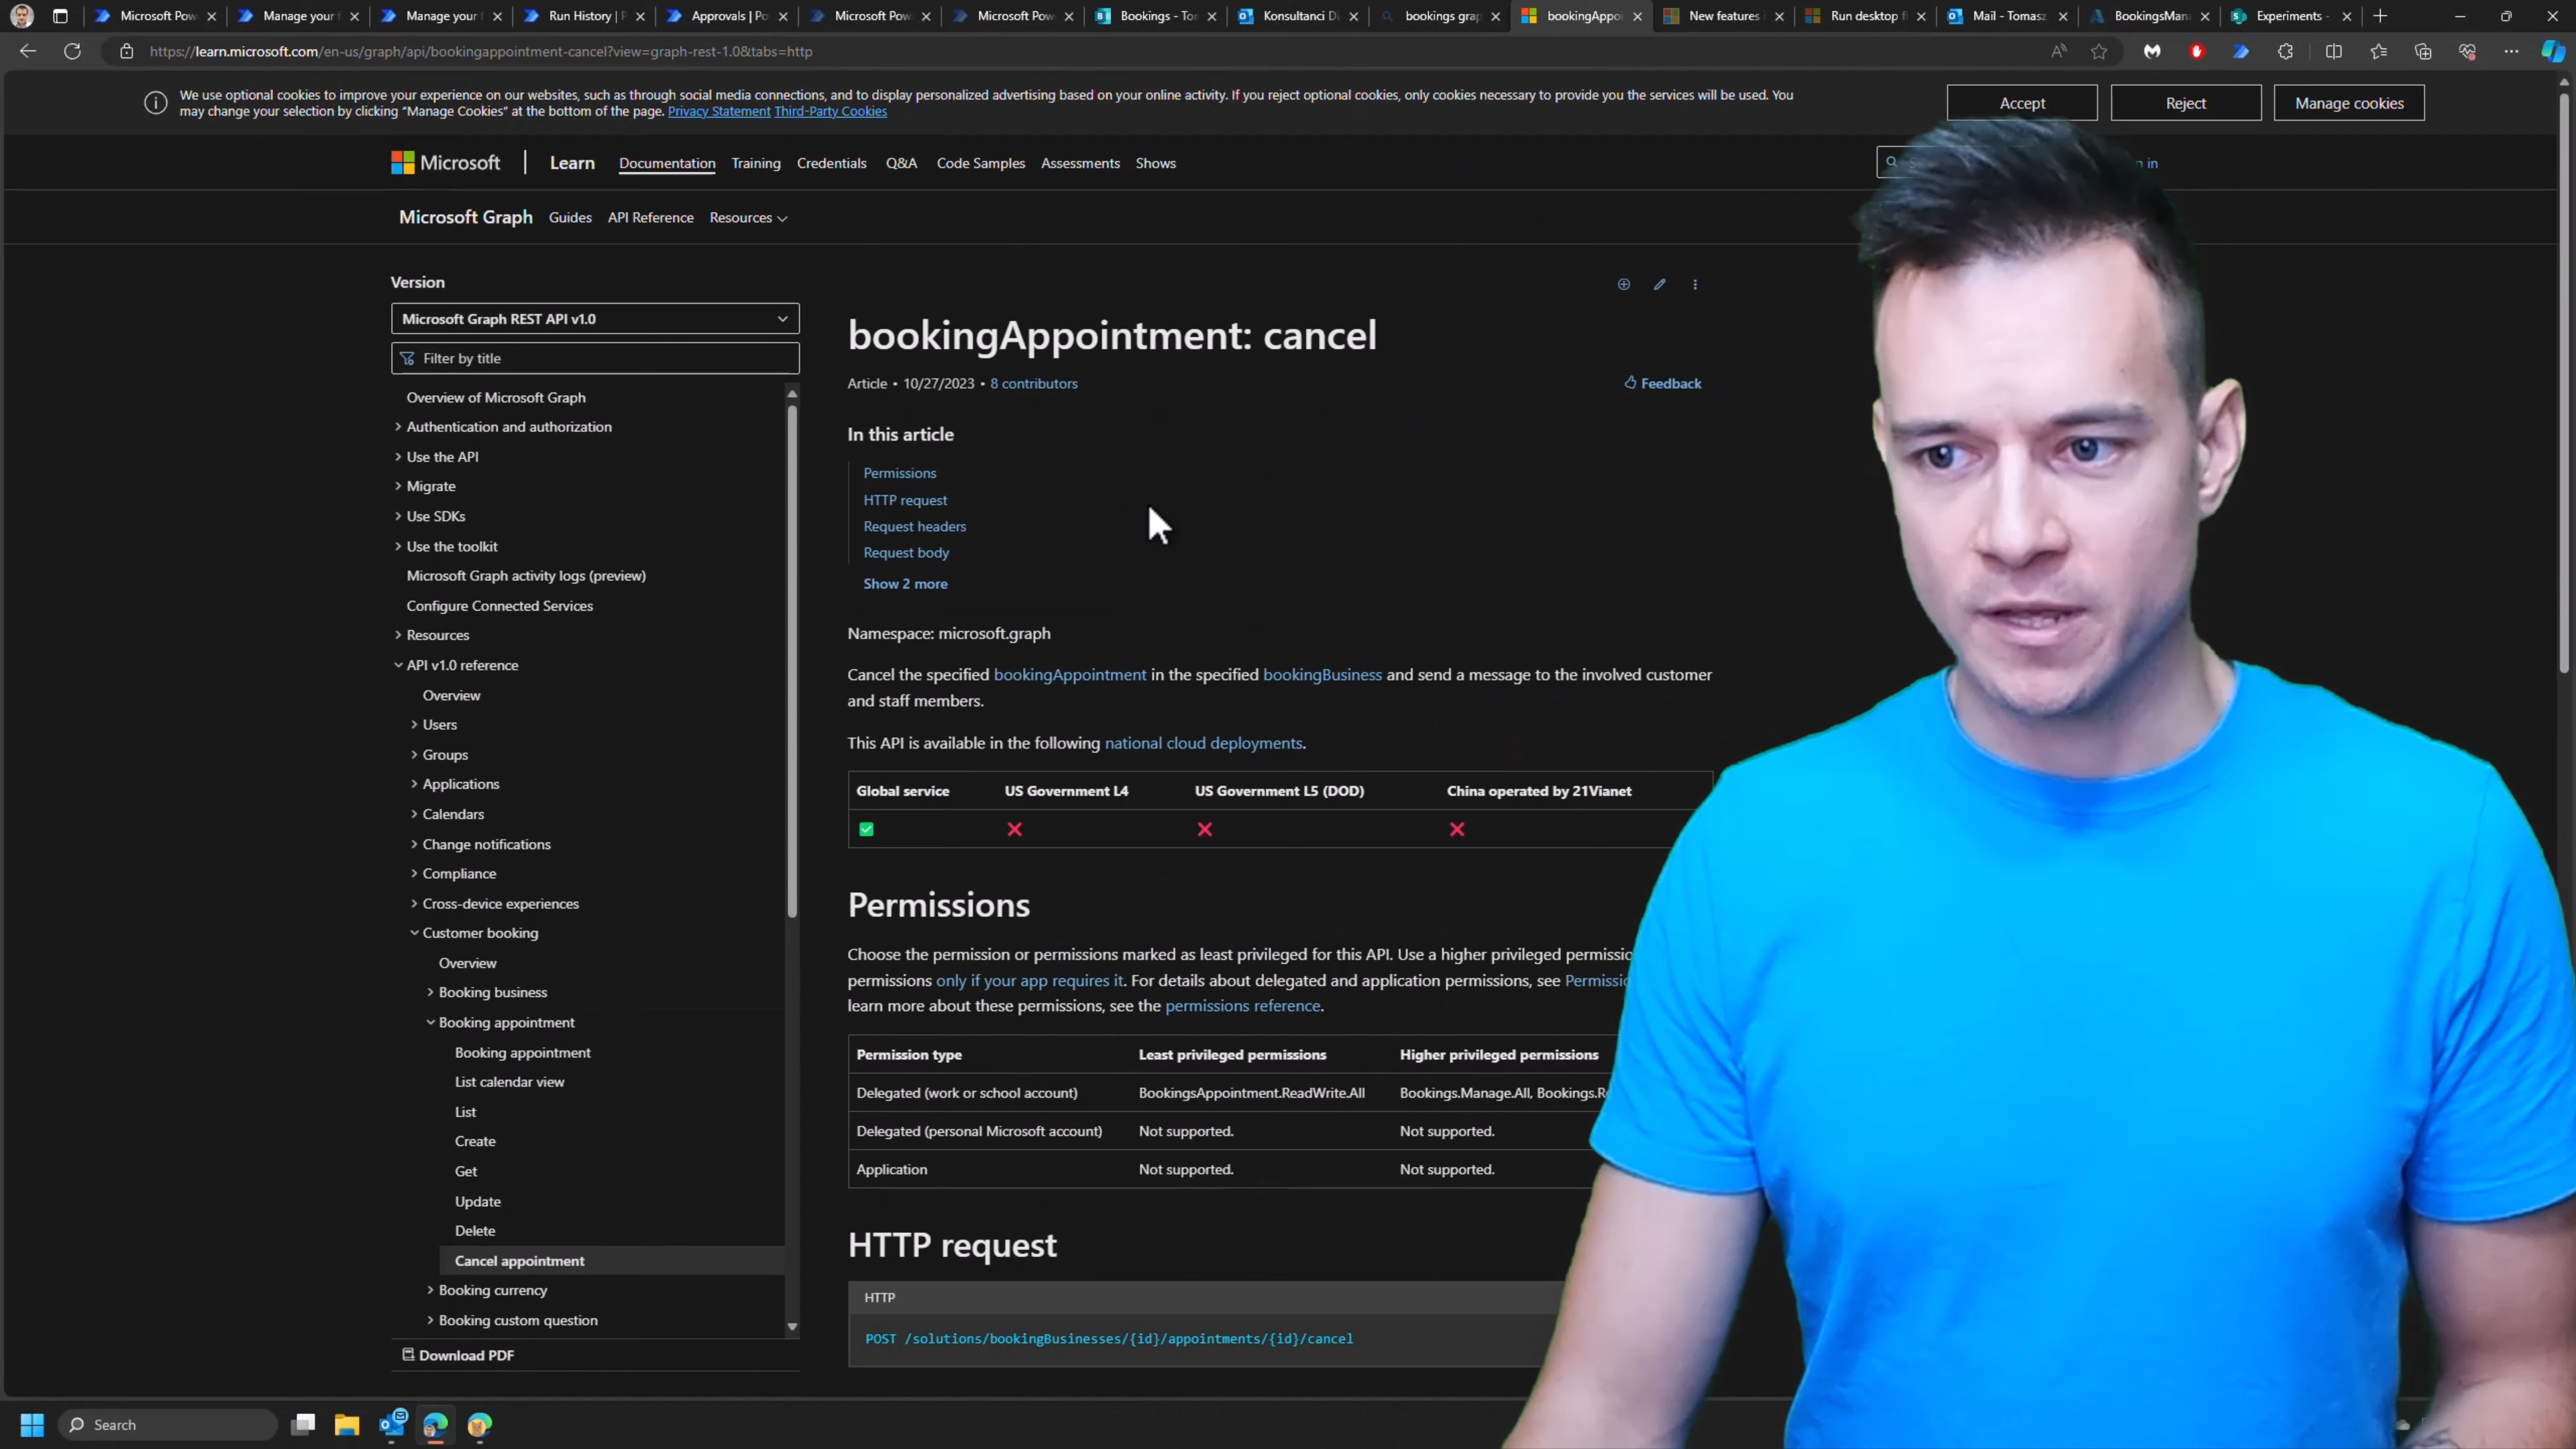 Microsoft Pow
Manage your f
Manage your f
Run History | P
Approvals | Po
Microsoft Pow
Microsoft Pow
Bookings - Tor
Konsultanci Di
bookings grap
bookingAppoi
New features
Run desktop fl
Mail - Tomasz
BookingsMana
Experiments -
https://learn.microsoft.com/en-us/graph/api/bookingappointment-cancel?view=graph-rest-1.0&tabs=http
We use optional cookies to improve your experience on our websites, such as through social media connections, and to display personalized advertising based on your online activity. If you reject optional cookies, only cookies necessary to provide you the services will be used. You
may change your selection by clicking "Manage Cookies" at the bottom of the page. Privacy Statement Third-Party Cookies
Accept Reject Manage cookies
Microsoft | Learn Documentation Training Credentials Q&A Code Samples Assessments Shows
n in
Microsoft Graph Guides API Reference Resources
Version
Microsoft Graph REST API v1.0
Filter by title
Overview of Microsoft Graph
Authentication and authorization
Use the API
Migrate
Use SDKs
Use the toolkit
Microsoft Graph activity logs (preview)
Configure Connected Services
Resources
API v1.0 reference
Overview
Users
Groups
Applications
Calendars
Change notifications
Compliance
Cross-device experiences
Customer booking
Overview
Booking business
Booking appointment
Booking appointment
List calendar view
List
Create
Get
Update
Delete
Cancel appointment
Booking currency
Booking custom question
Download PDF
bookingAppointment: cancel
Article • 10/27/2023 • 8 contributors
Feedback
In this article
Permissions
HTTP request
Request headers
Request body
Show 2 more
Namespace: microsoft.graph
Cancel the specified bookingAppointment in the specified bookingBusiness and send a message to the involved customer
and staff members.
This API is available in the following national cloud deployments.
Global service US Government L4 US Government L5 (DOD) China operated by 21Vianet
✅ ❌ ❌ ❌
Permissions
Choose the permission or permissions marked as least privileged for this API. Use a higher privileged permissio
permissions only if your app requires it. For details about delegated and application permissions, see Permissio
learn more about these permissions, see the permissions reference.
Permission type Least privileged permissions Higher privileged permissions
Delegated (work or school account) BookingsAppointment.ReadWrite.All Bookings.Manage.All, Bookings.Re
Delegated (personal Microsoft account) Not supported. Not supported.
Application Not supported. Not supported.
HTTP request
HTTP
POST /solutions/bookingBusinesses/{id}/appointments/{id}/cancel
Search